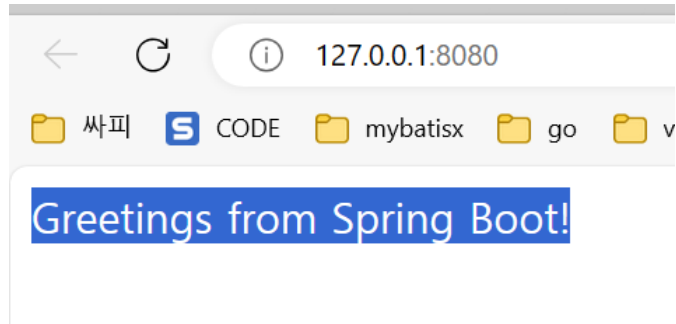 127.0.0.1:8080
싸피 CODE mybatisx go v
Greetings from Spring Boot!